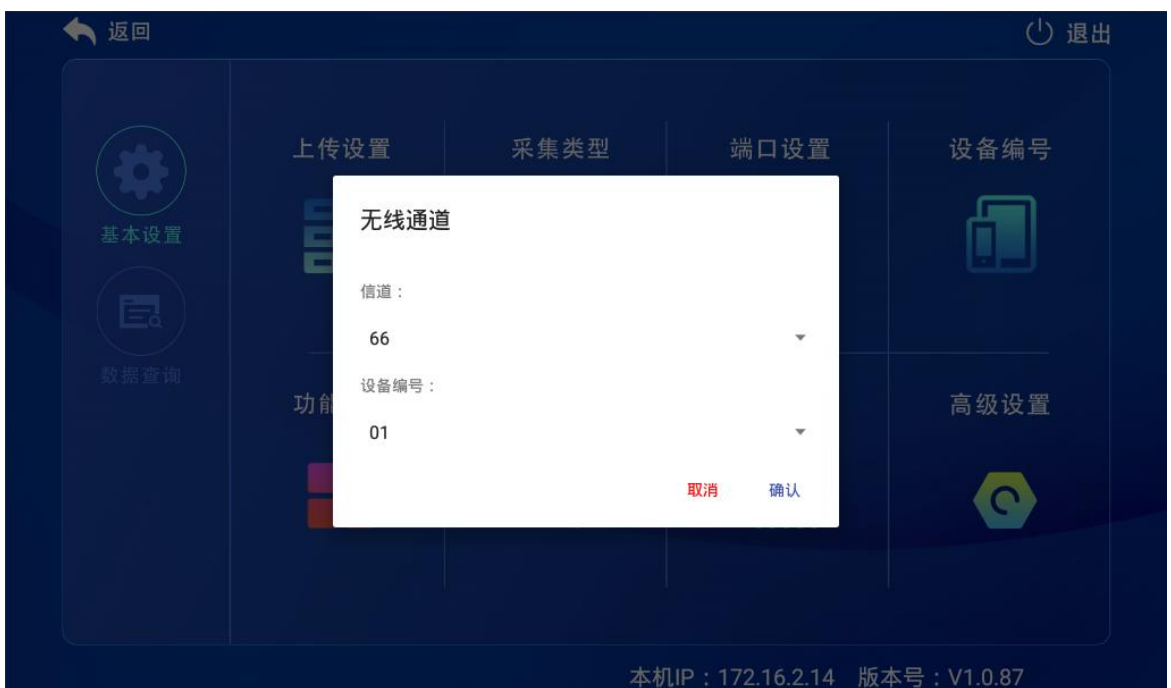 返回
退出
上传设置 采集类型 端口设置 设备编号
基本设置
数据查询
无线通道
信道：
66
设备编号：
01
取消 确认
功能
高级设置
本机IP：172.16.2.14 版本号：V1.0.87